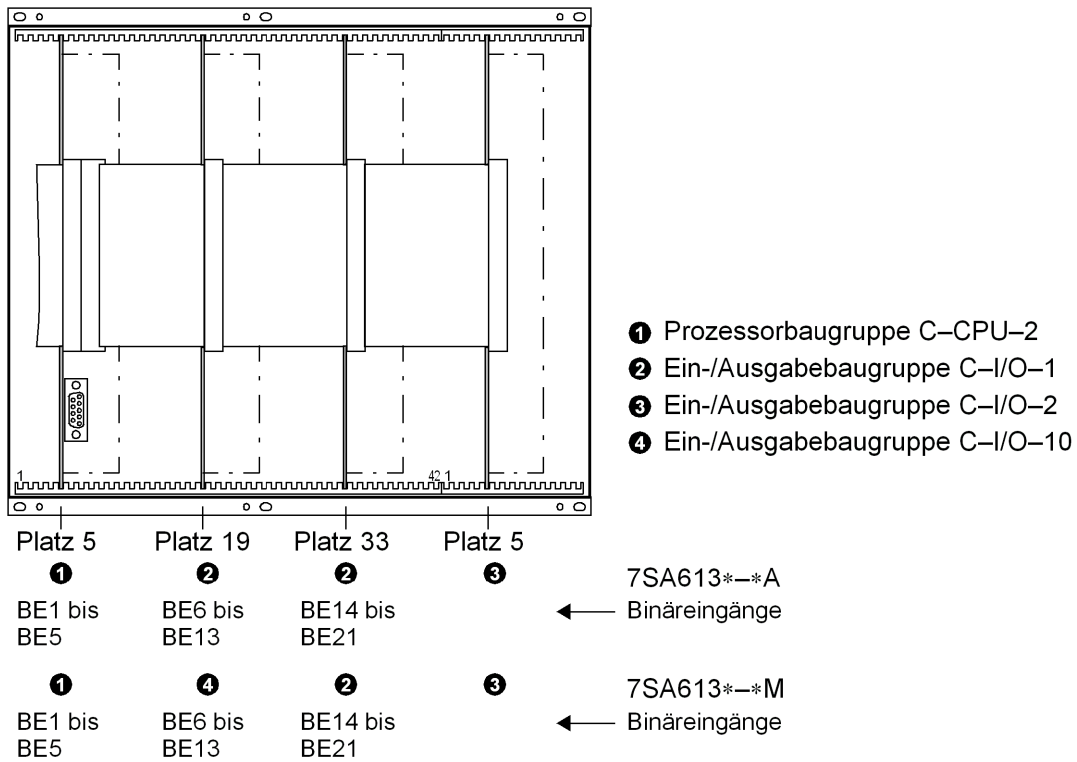 ❶ Prozessorbaugruppe C–CPU–2
❷ Ein-/Ausgabebaugruppe C–I/O–1
❸ Ein-/Ausgabebaugruppe C–I/O–2
❹ Ein-/Ausgabebaugruppe C–I/O–10
1 42 1
Platz 5 Platz 19 Platz 33 Platz 5
❶ ❷ ❷ ❸ 7SA613*–*A
BE1 bis BE6 bis BE14 bis Binäreingänge
BE5 BE13 BE21
❶ ❹ ❷ ❸ 7SA613*–*M
BE1 bis BE6 bis BE14 bis Binäreingänge
BE5 BE13 BE21